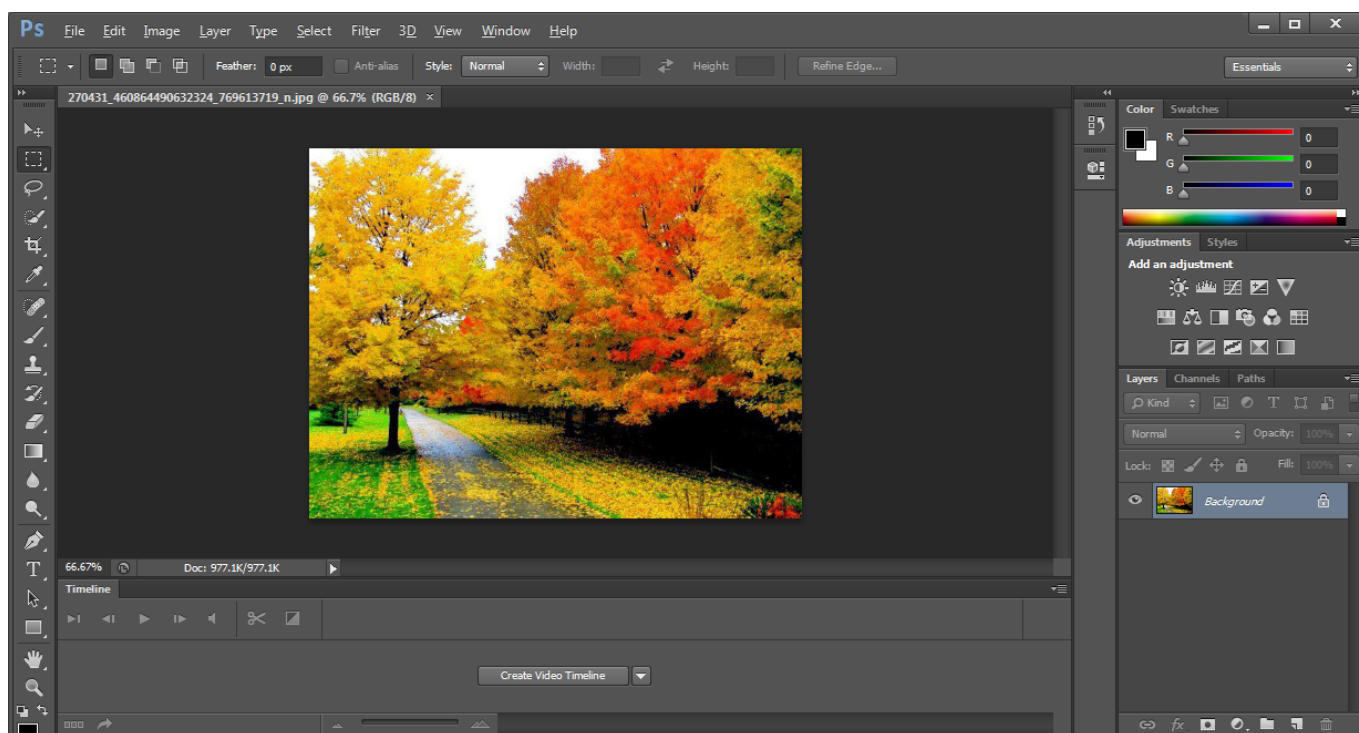 Ps File Edit Image Layer Type Select Filter 3D View Window Help
Feather: 0 px Anti-alias Style: Normal Width: Height: Refine Edge... Essentials
270431_460864490632324_769613719_n.jpg @ 66.7% (RGB/8) ×
Color Swatches
R 0
G 0
B 0
Adjustments Styles
Add an adjustment
Layers Channels Paths
Kind T
Normal Opacity: 100%
Lock: Fill: 100%
Background
T
66.67% Doc: 977.1K/977.1K
Timeline
Create Video Timeline
fx